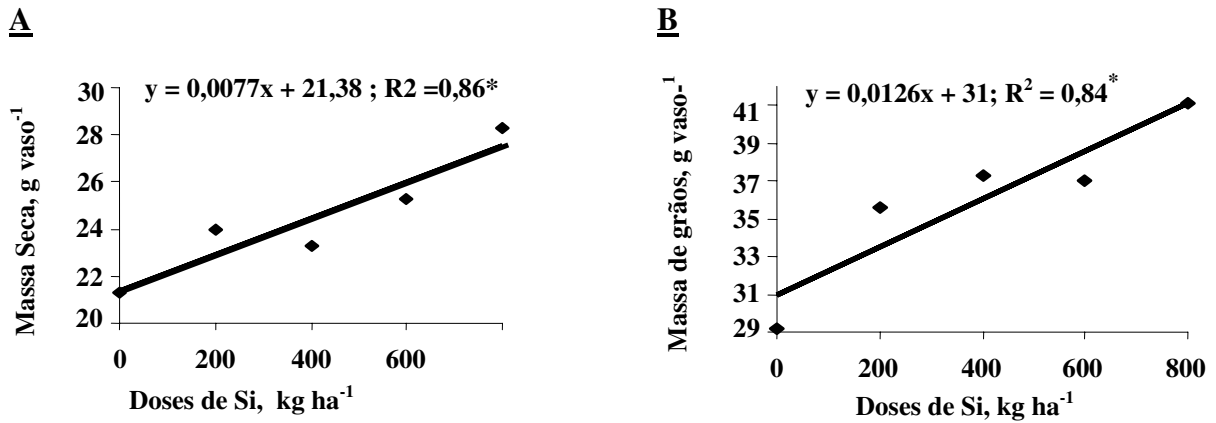 A
y = 0,0077x + 21,38 ; R2 =0,86*
Massa Seca, g vaso⁻¹
30
28
26
24
22
20
0 200 400 600
Doses de Si, kg ha⁻¹
B
y = 0,0126x + 31; R² = 0,84*
Massa de grãos, g vaso-¹
41
39
37
35
33
31
29
0 200 400 600 800
Doses de Si, kg ha⁻¹